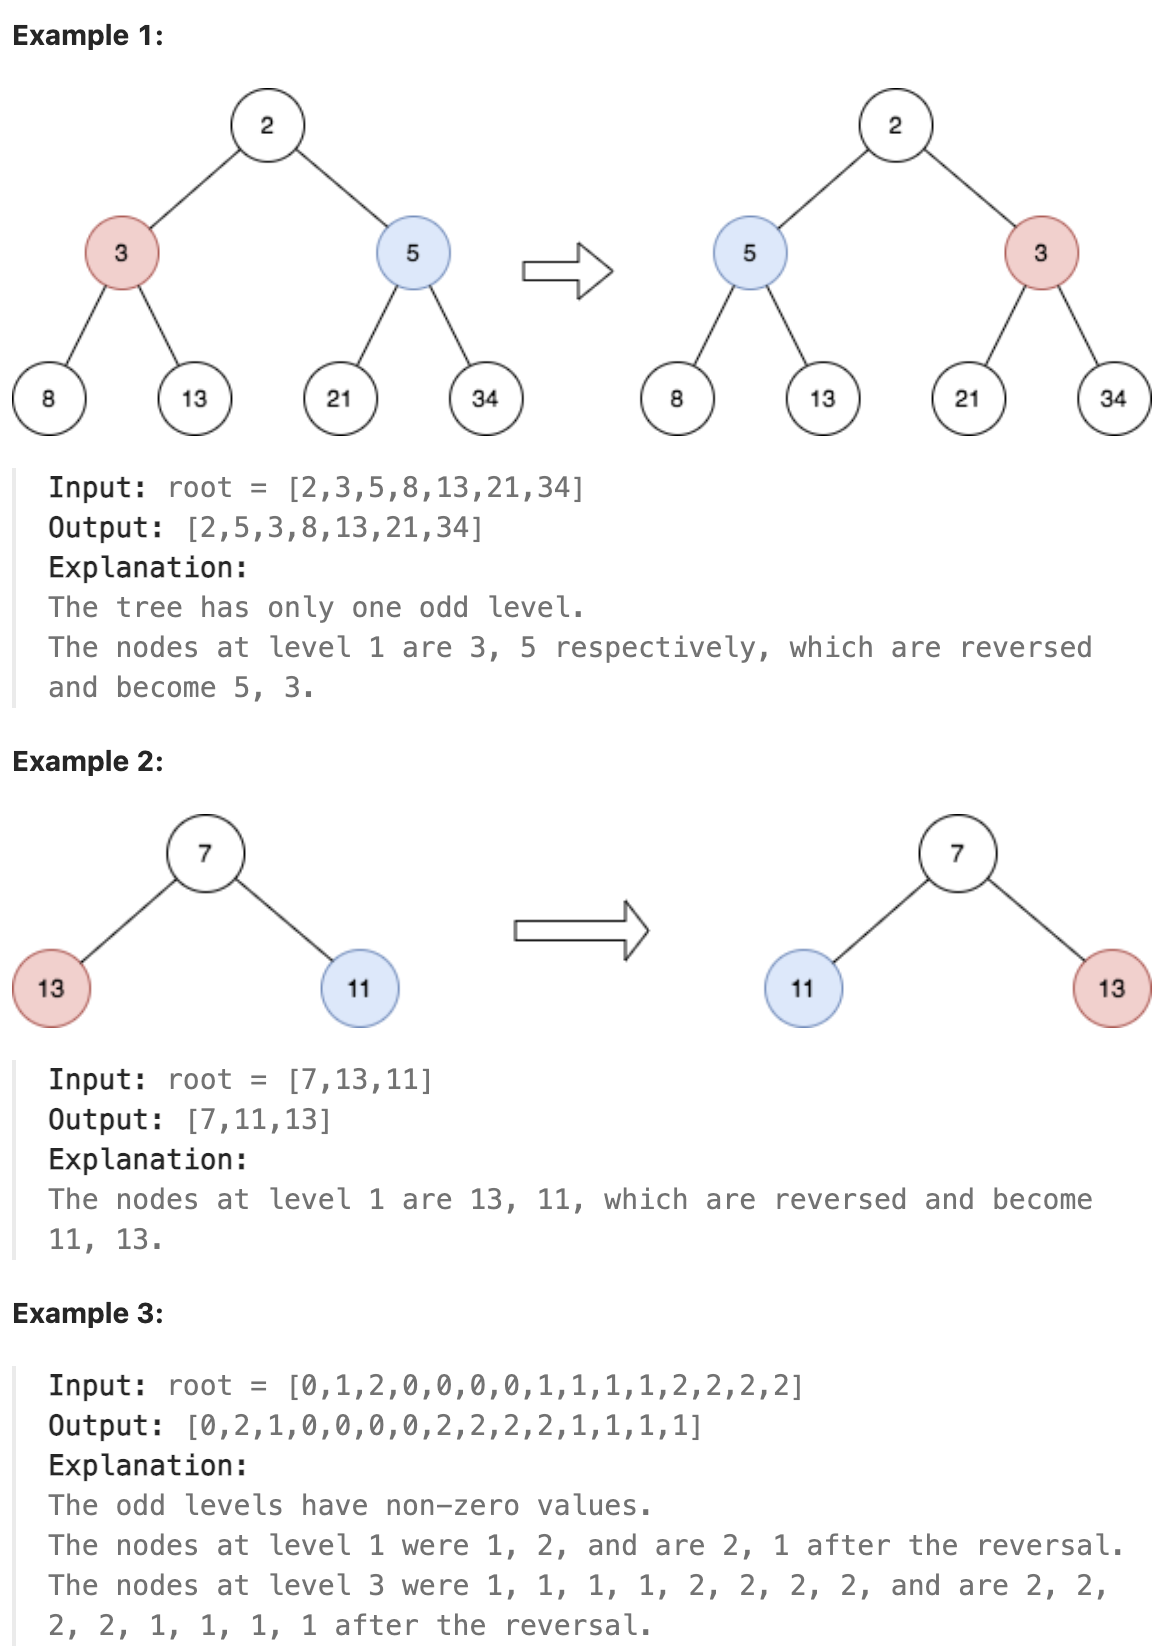 Example 1:
2 2
3 5 5 3
8 13 21 34 8 13 21 34
Input: root = [2,3,5,8,13,21,34]
Output: [2,5,3,8,13,21,34]
Explanation:
The tree has only one odd level.
The nodes at level 1 are 3, 5 respectively, which are reversed
and become 5, 3.
Example 2:
7 7
13 11 11 13
Input: root = [7,13,11]
Output: [7,11,13]
Explanation:
The nodes at level 1 are 13, 11, which are reversed and become
11, 13.
Example 3:
Input: root = [0,1,2,0,0,0,0,1,1,1,1,2,2,2,2]
Output: [0,2,1,0,0,0,0,2,2,2,2,1,1,1,1]
Explanation:
The odd levels have non-zero values.
The nodes at level 1 were 1, 2, and are 2, 1 after the reversal.
The nodes at level 3 were 1, 1, 1, 1, 2, 2, 2, 2, and are 2, 2,
2, 2, 1, 1, 1, 1 after the reversal.